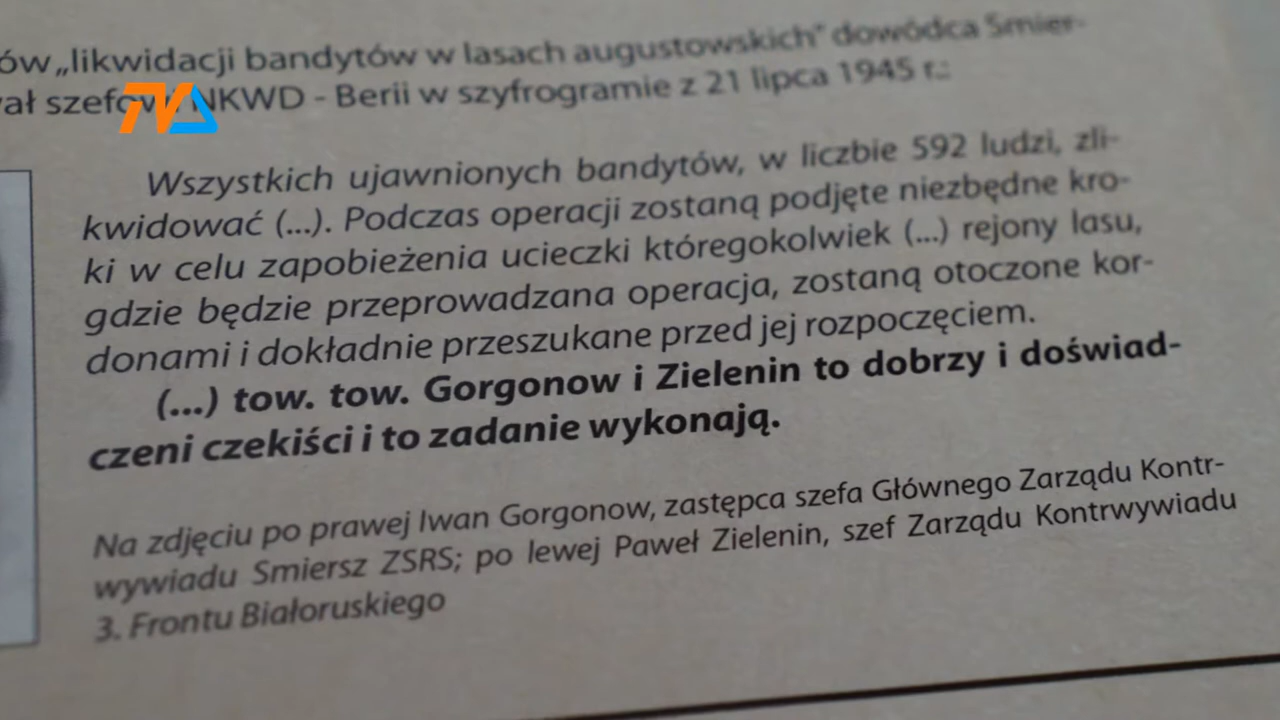 ów „likwidacji bandytów w lasach augustowskich” dowódca Smier-
ał szefowi NKWD - Berii w szyfrogramie z 21 lipca 1945 r.:
TVA
Wszystkich ujawnionych bandytów, w liczbie 592 ludzi, zli-
kwidować (...). Podczas operacji zostaną podjęte niezbędne kro-
ki w celu zapobieżenia ucieczki któregokolwiek (...) rejony lasu,
gdzie będzie przeprowadzana operacja, zostaną otoczone kor-
donami i dokładnie przeszukane przed jej rozpoczęciem.
(...) tow. tow. Gorgonow i Zielenin to dobrzy i doświad-
czeni czekiści i to zadanie wykonają.
Na zdjęciu po prawej Iwan Gorgonow, zastępca szefa Głównego Zarządu Kontr-
wywiadu Smiersz ZSRS; po lewej Paweł Zielenin, szef Zarządu Kontrwywiadu
3. Frontu Białoruskiego